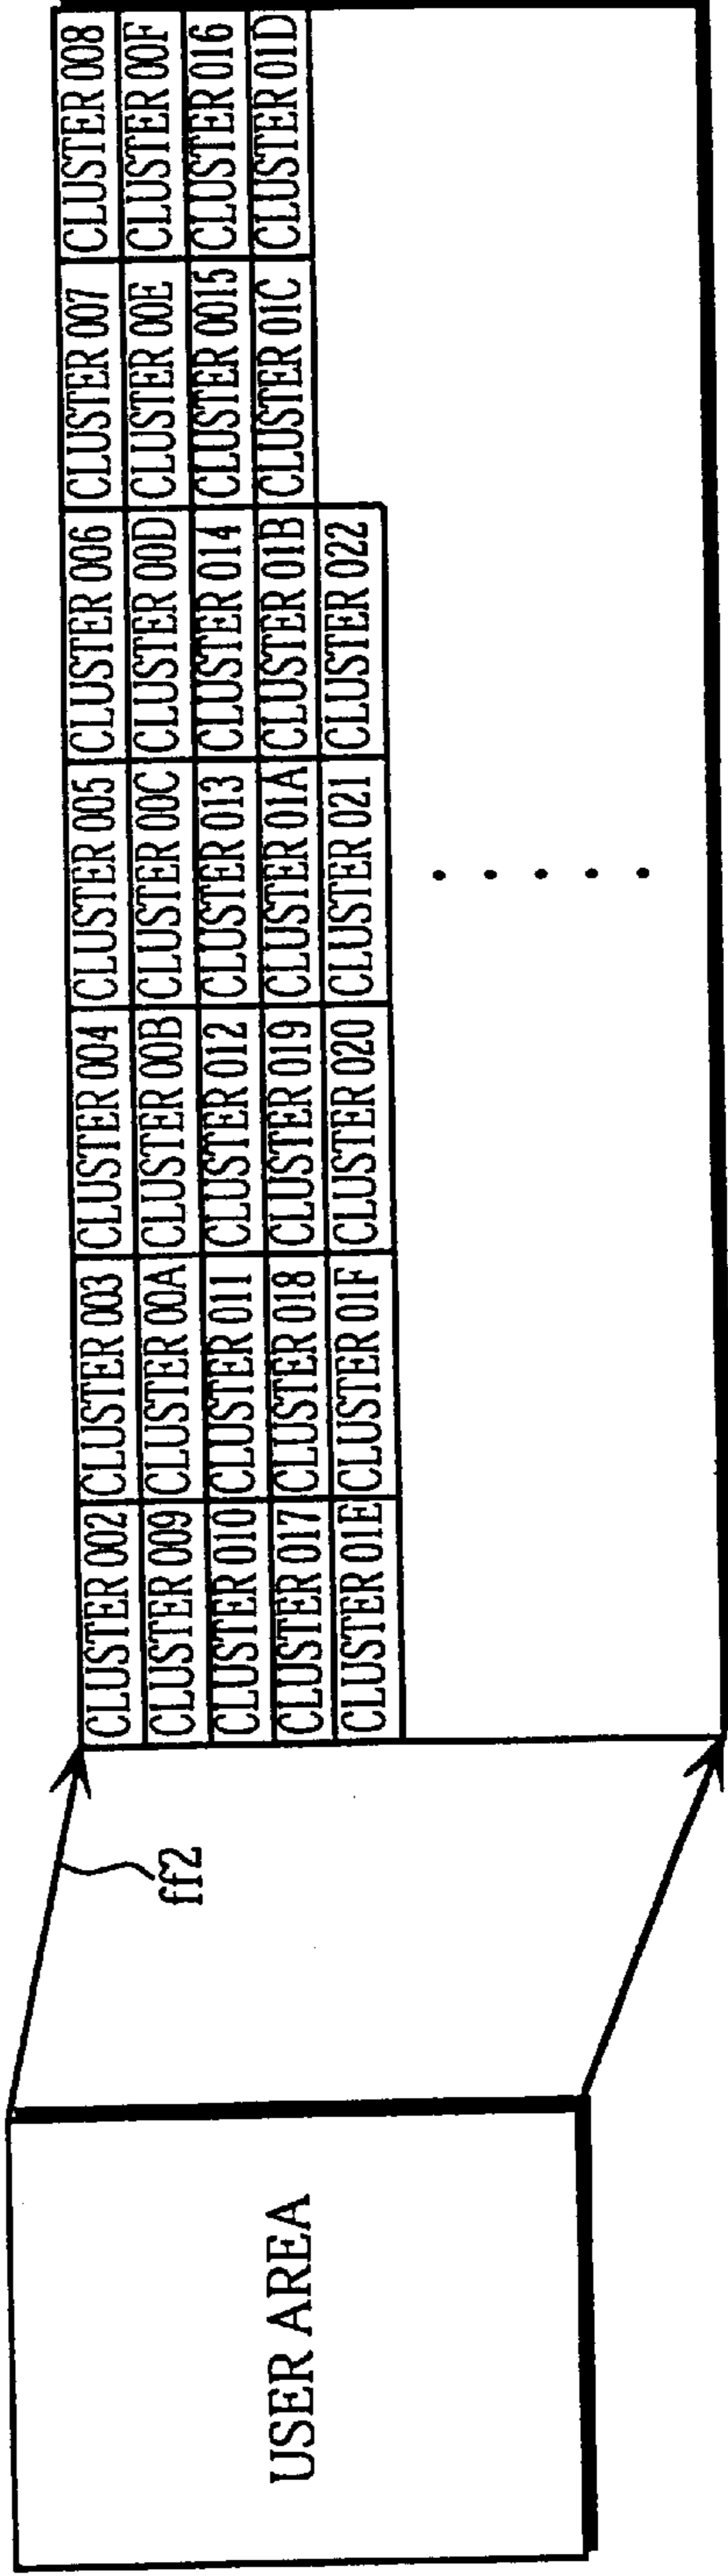 USER AREA
ff2
CLUSTER 002 CLUSTER 003 CLUSTER 004 CLUSTER 005 CLUSTER 006 CLUSTER 007 CLUSTER 008
CLUSTER 009 CLUSTER 00A CLUSTER 00B CLUSTER 00C CLUSTER 00D CLUSTER 00E CLUSTER 00F
CLUSTER 010 CLUSTER 011 CLUSTER 012 CLUSTER 013 CLUSTER 014 CLUSTER 0015 CLUSTER 016
CLUSTER 017 CLUSTER 018 CLUSTER 019 CLUSTER 01A CLUSTER 01B CLUSTER 01C CLUSTER 01D
CLUSTER 01E CLUSTER 01F CLUSTER 020 CLUSTER 021 CLUSTER 022